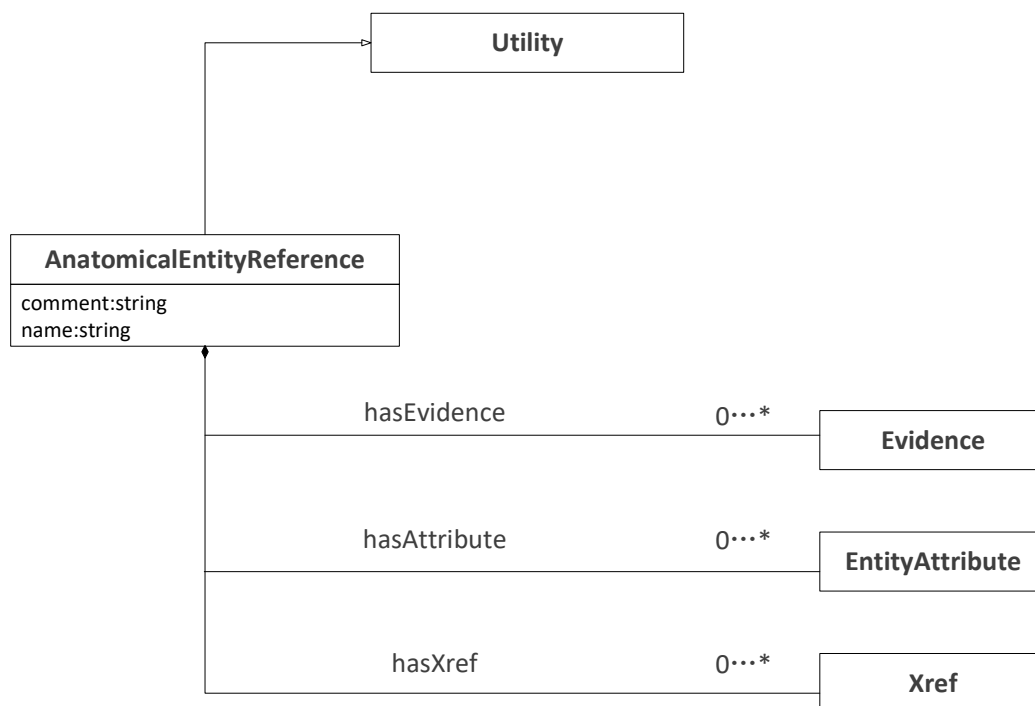 Utility
AnatomicalEntityReference
comment:string
name:string
hasEvidence 0···*
Evidence
hasAttribute 0···*
EntityAttribute
hasXref 0···*
Xref